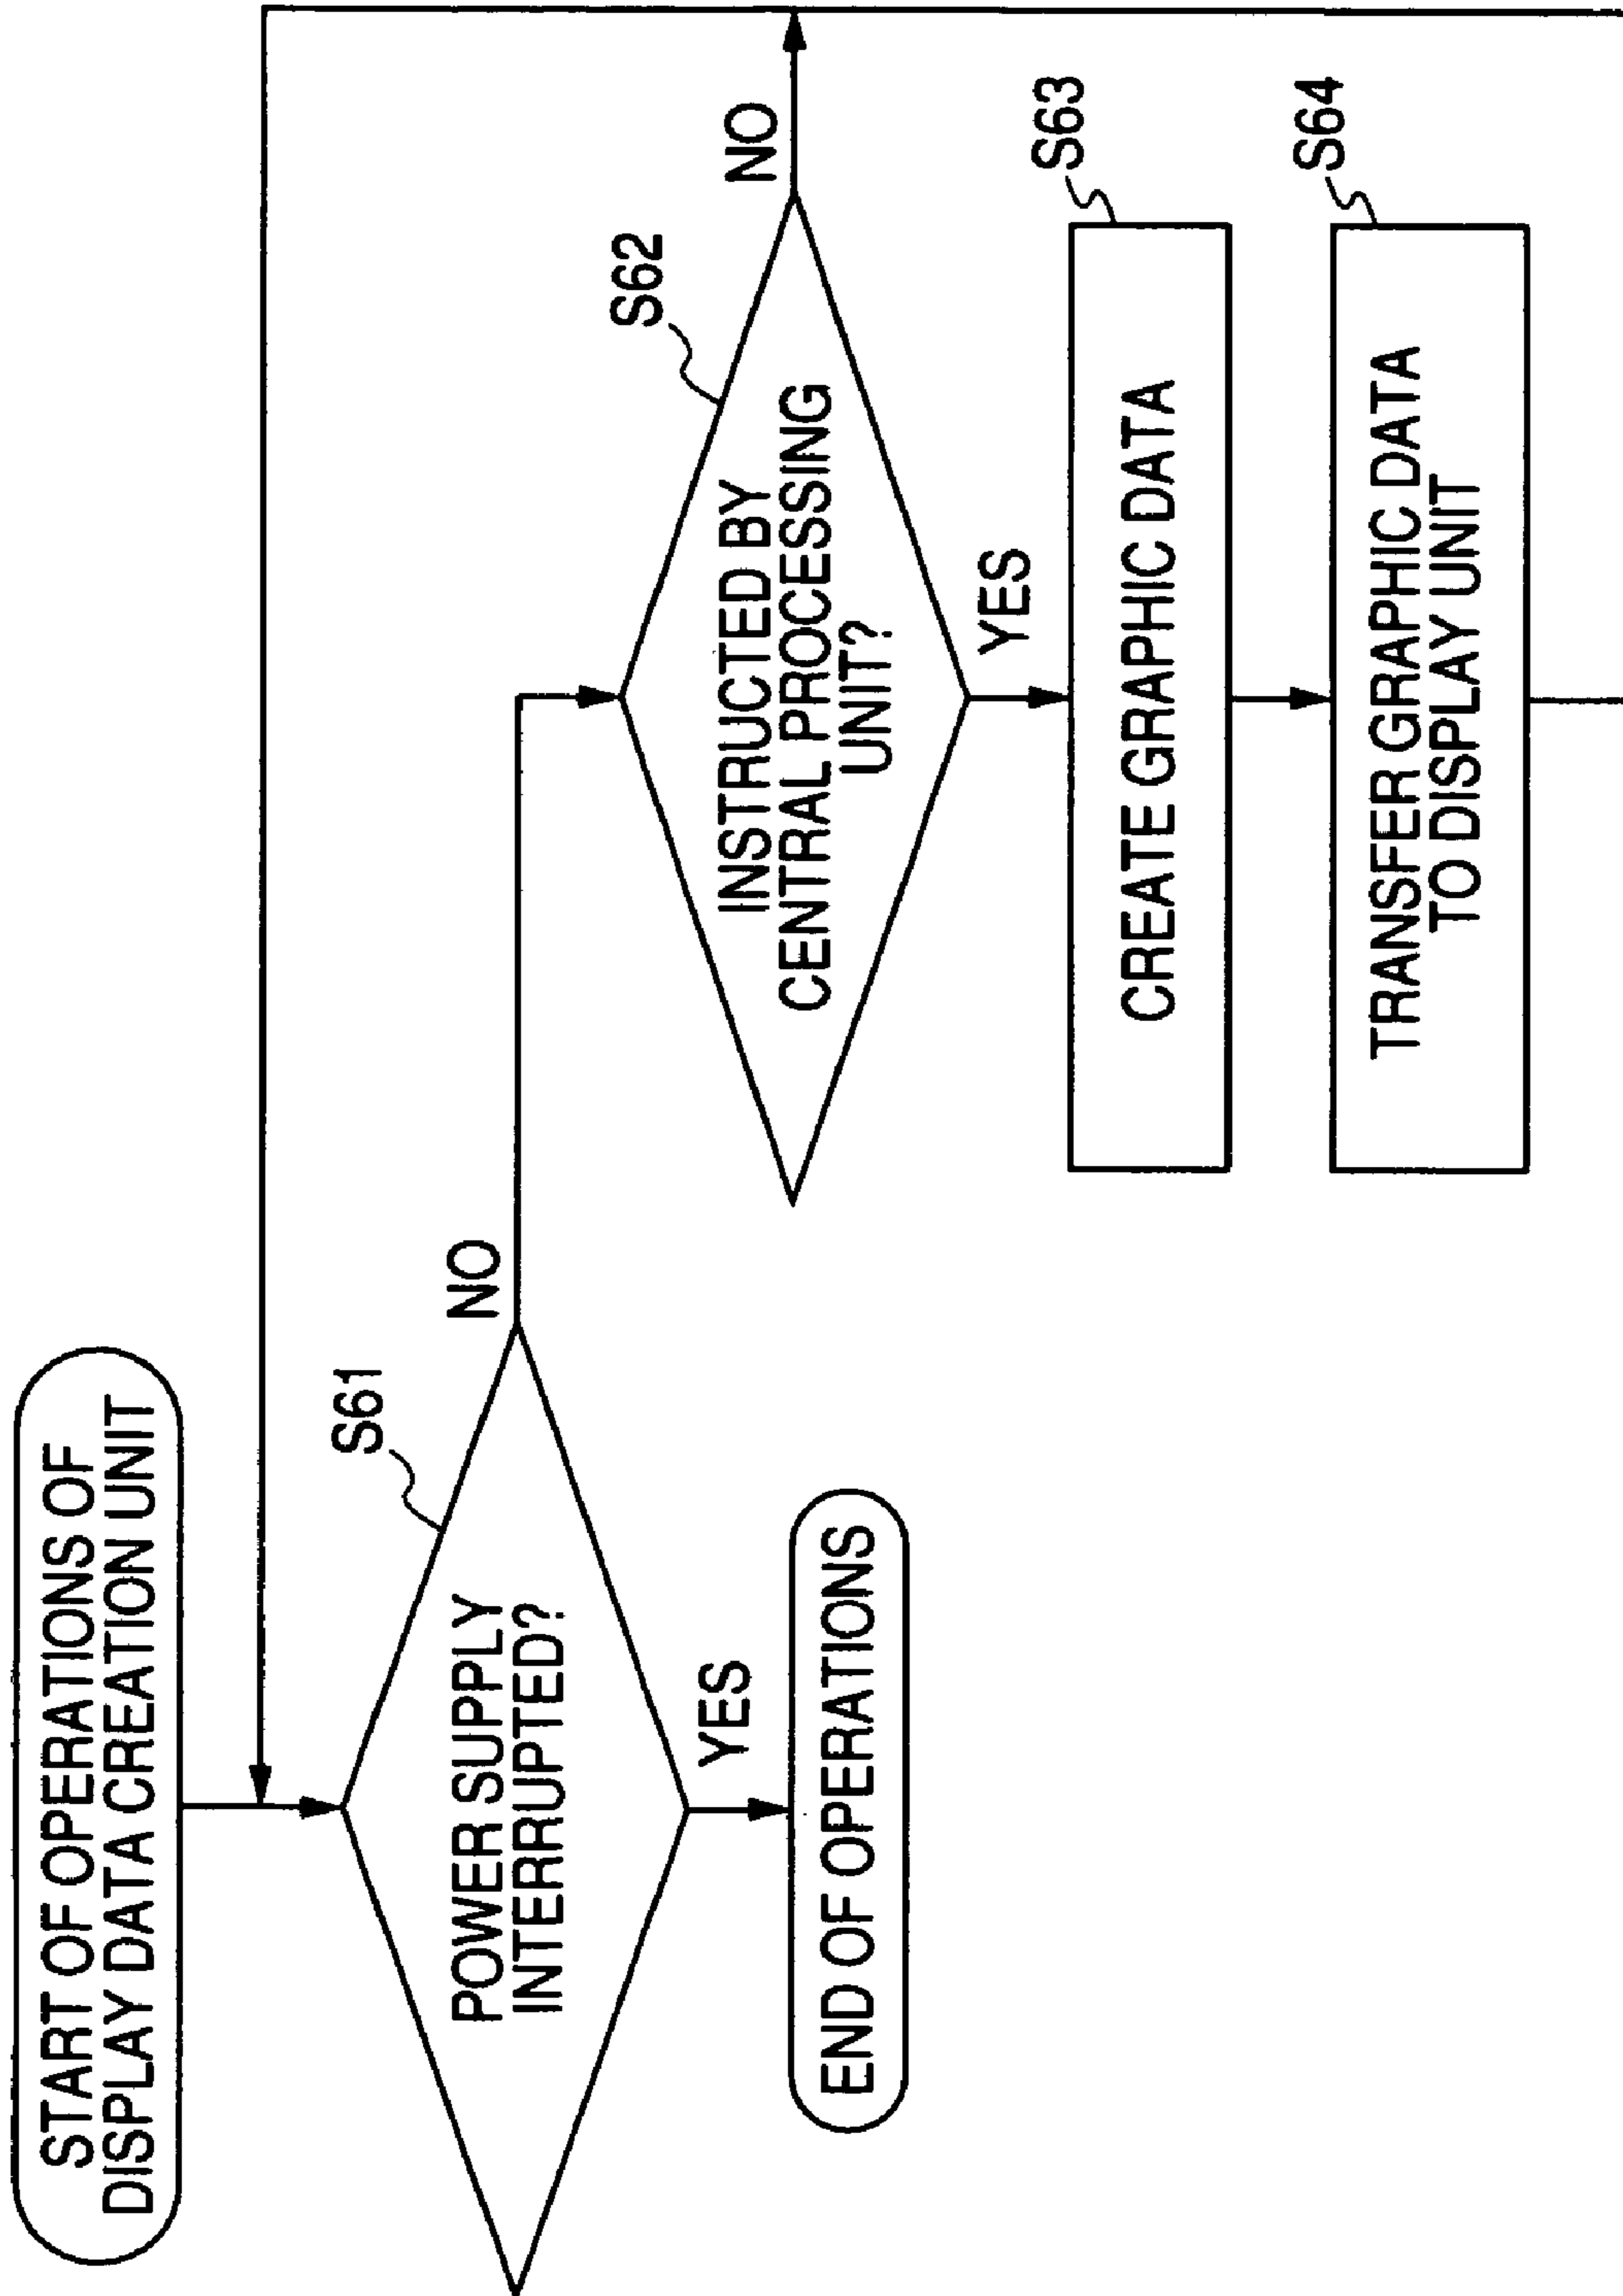 START OF OPERATIONS OF
DISPLAY DATA CREATION UNIT
S61
POWER SUPPLY
INTERRUPTED?
NO
YES
END OF OPERATIONS
S62
INSTRUCTED BY
CENTRAL PROCESSING
UNIT?
NO
YES
S63
CREATE GRAPHIC DATA
S64
TRANSFER GRAPHIC DATA
TO DISPLAY UNIT